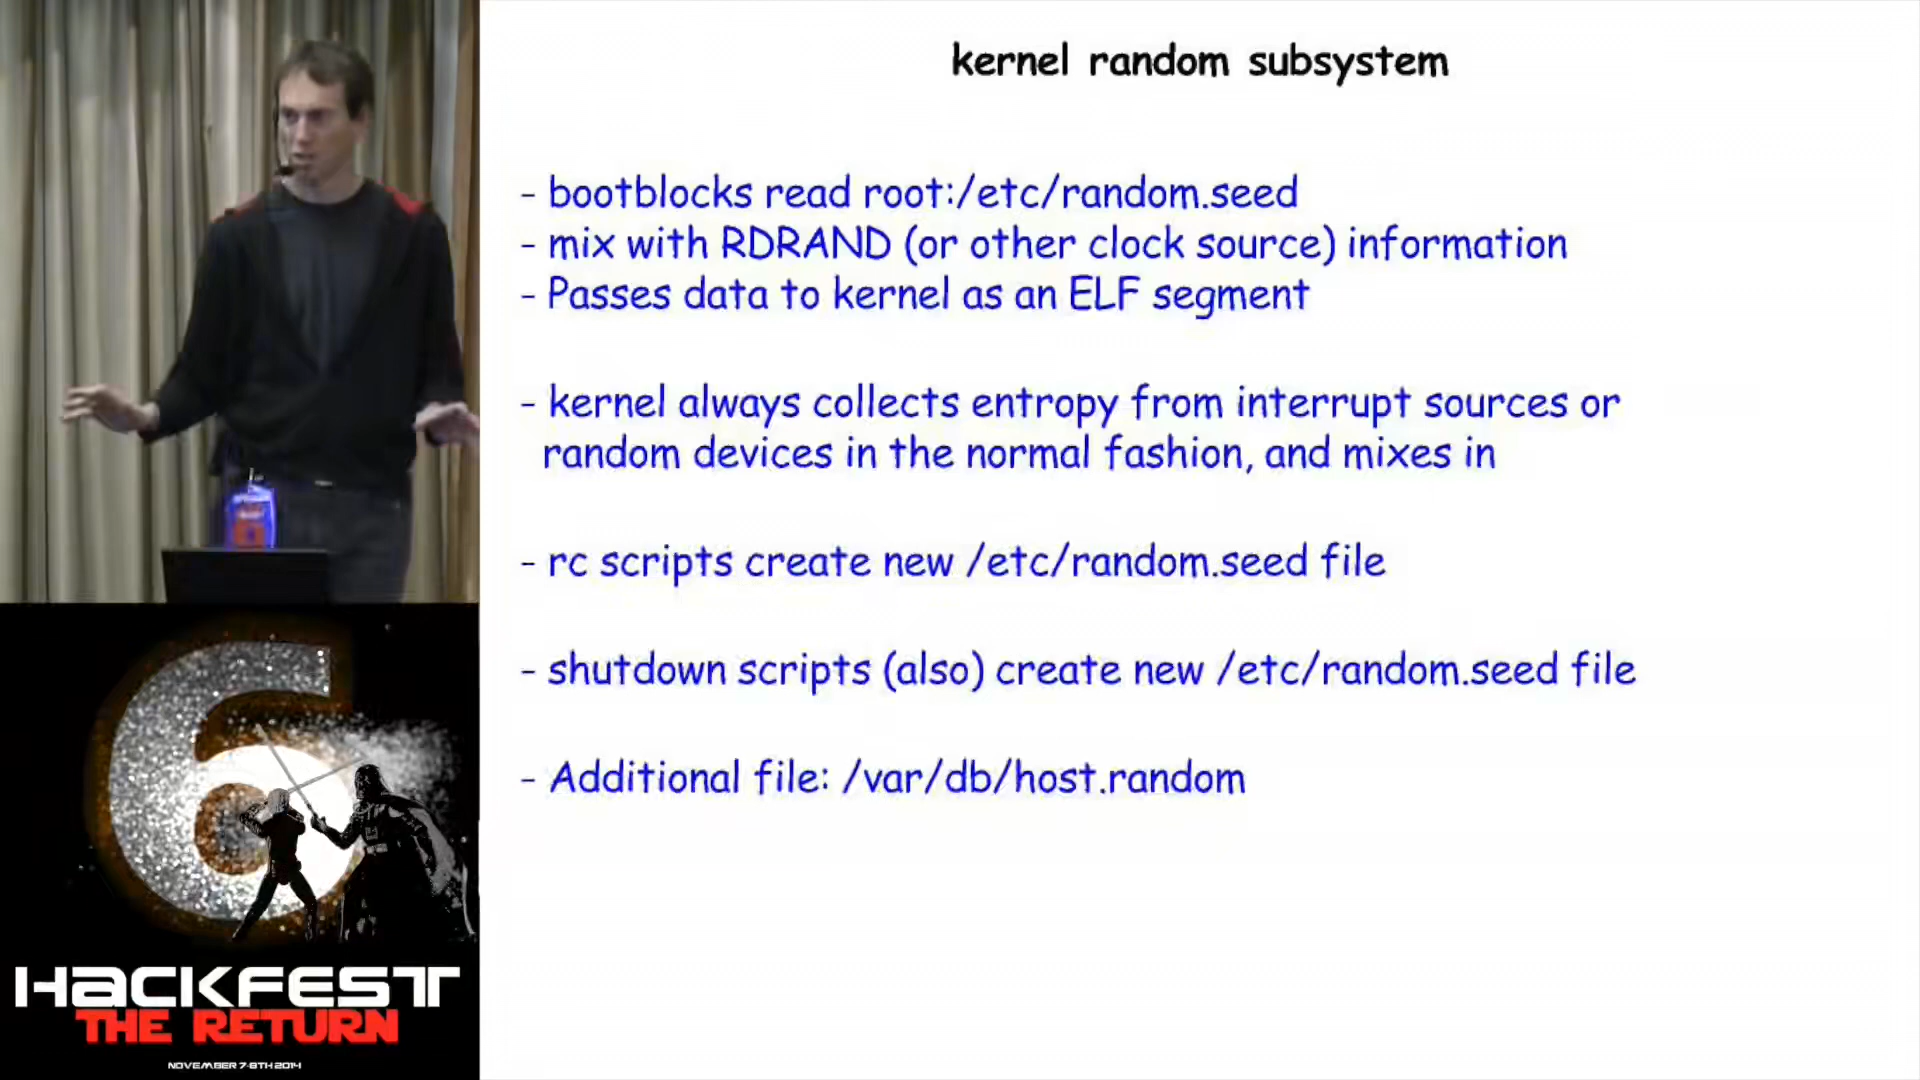 kernel random subsystem
- bootblocks read root:/etc/random.seed
- mix with RDRAND (or other clock source) information
- Passes data to kernel as an ELF segment
- kernel always collects entropy from interrupt sources or
random devices in the normal fashion, and mixes in
- rc scripts create new /etc/random.seed file
- shutdown scripts (also) create new /etc/random.seed file
- Additional file: /var/db/host.random
6
HACKFEST
THE RETURN
NOVEMBER 7-8TH 2014